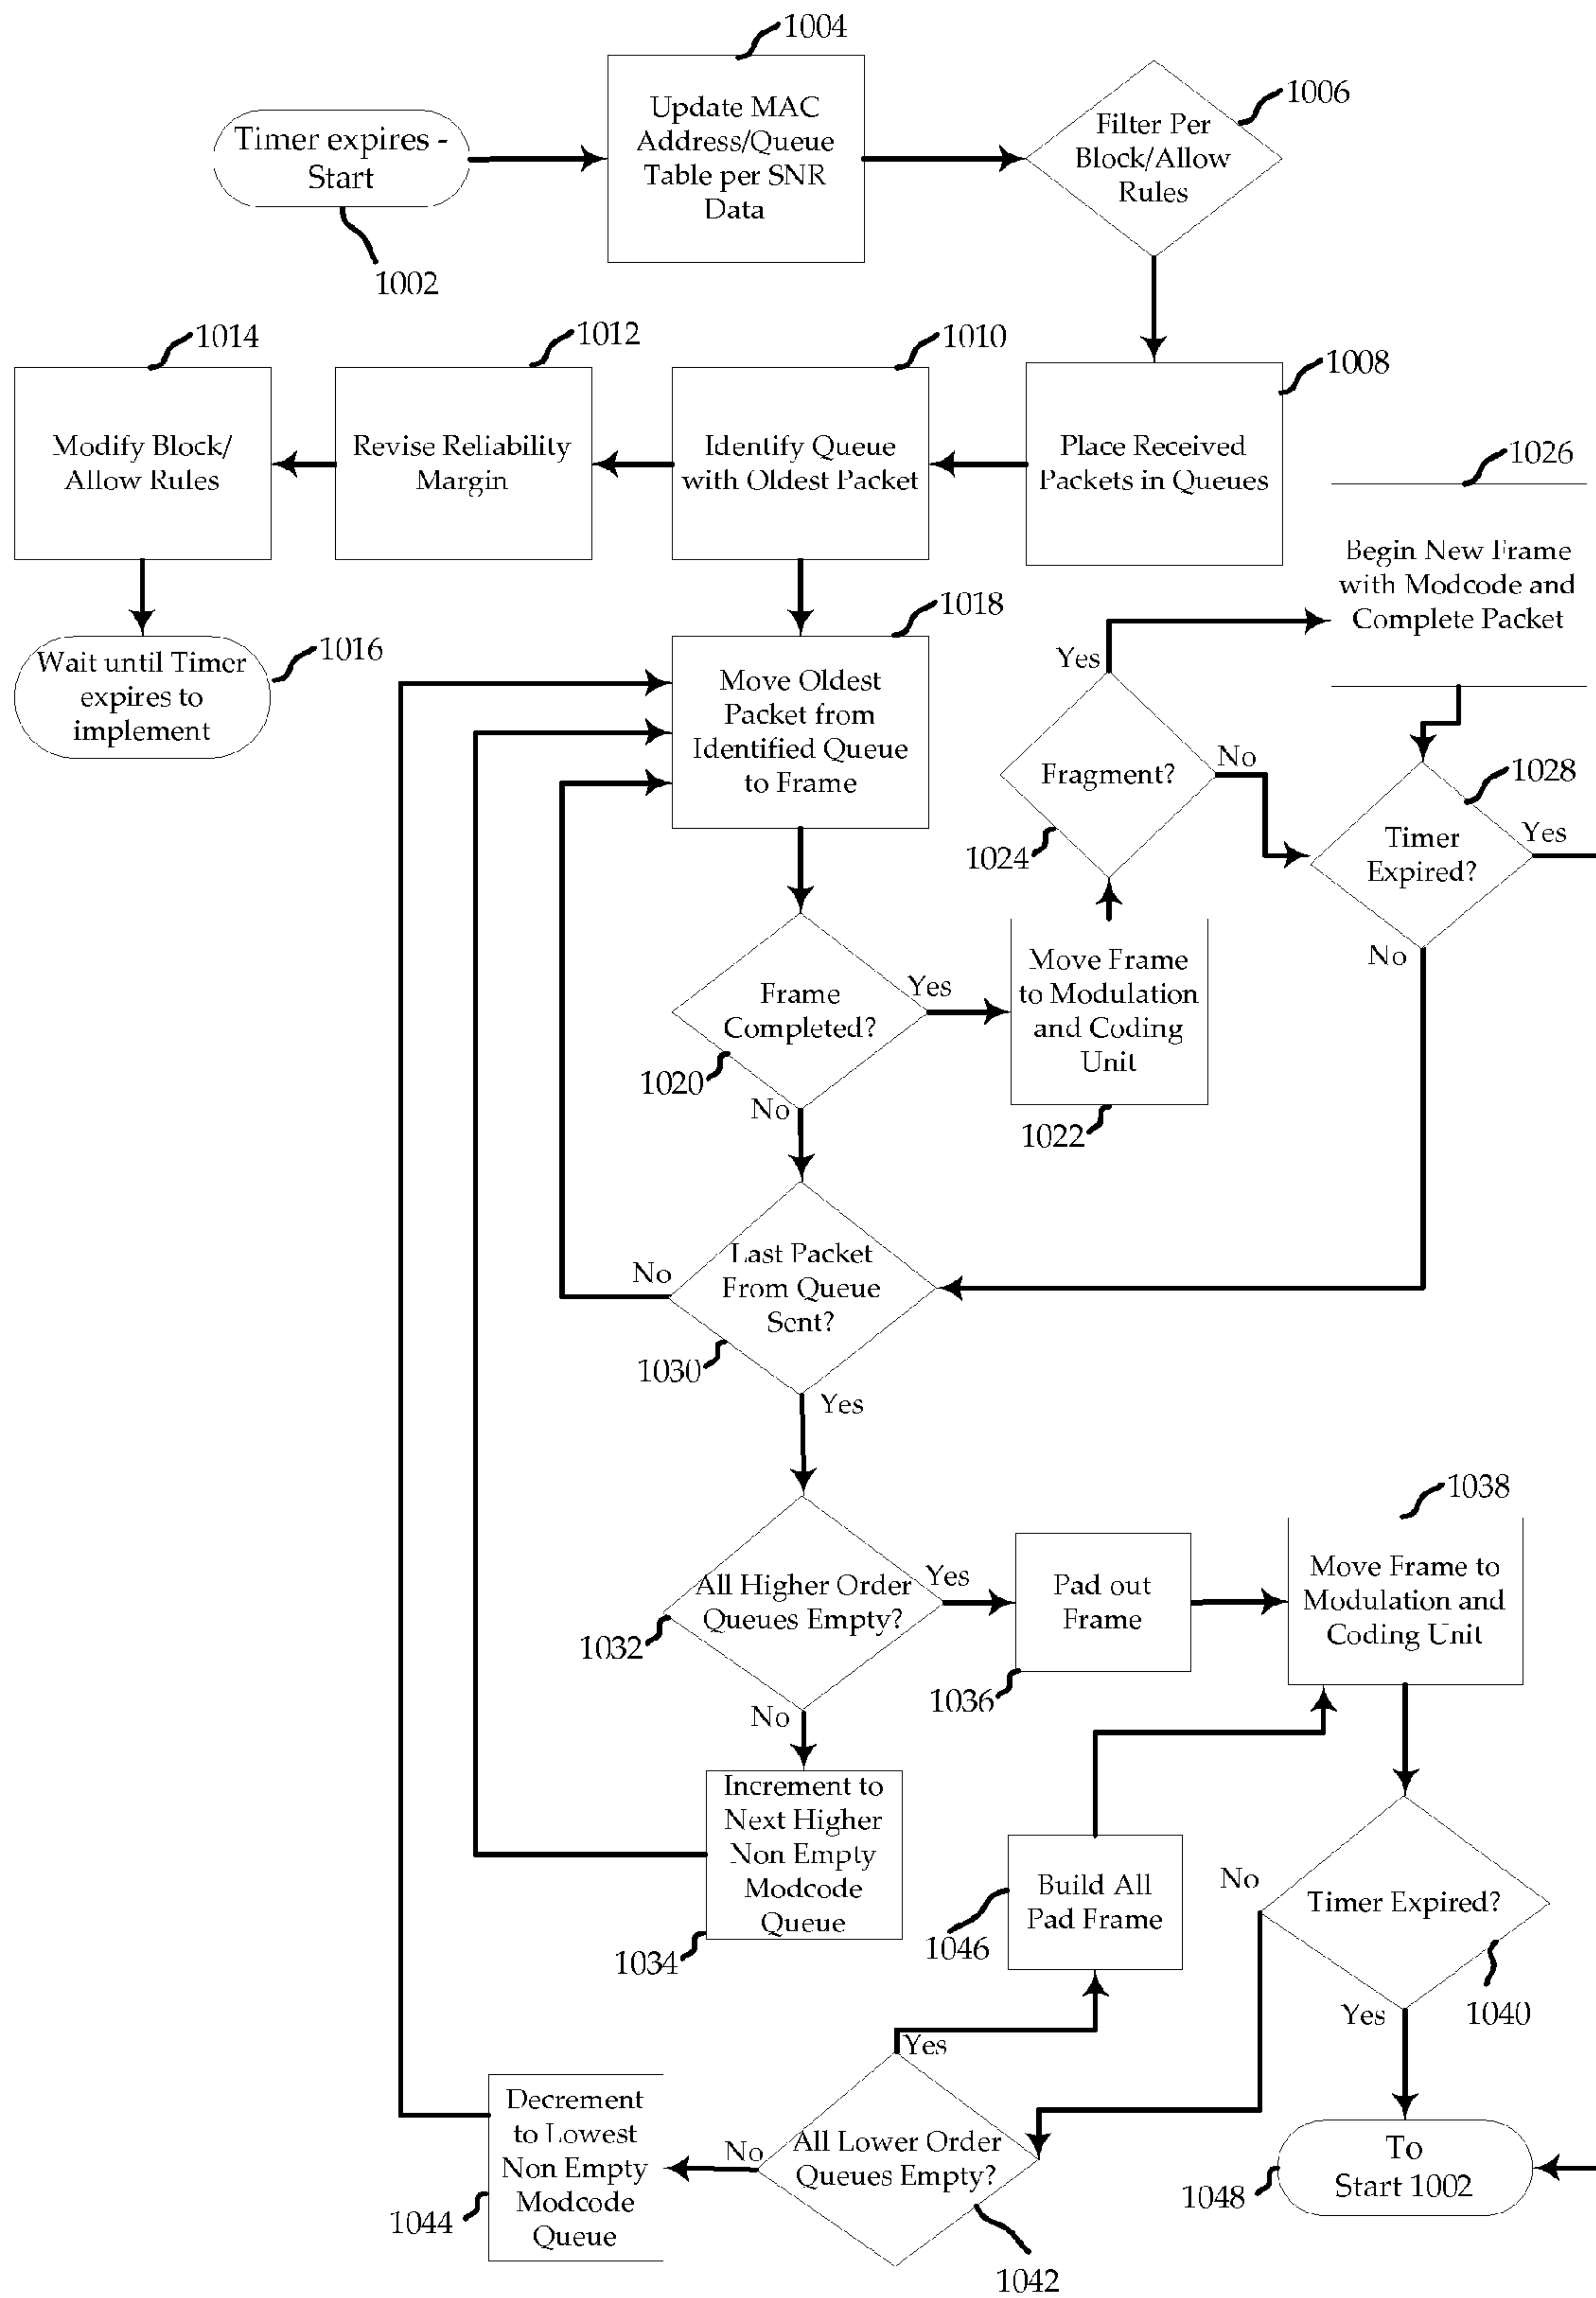 1004
Update MAC
Address/Queue
Table per SNR
Data
1006
Filter Per
Block/Allow
Rules
Timer expires -
Start
1002
1014
Modify Block/
Allow Rules
1012
Revise Reliability
Margin
1010
Identify Queue
with Oldest Packet
1008
Place Received
Packets in Queues
1026
Begin New Frame
with Modcode and
Complete Packet
1016
Wait until Timer
expires to
implement
1018
Move Oldest
Packet from
Identified Queue
to Frame
Yes
Fragment?
No
1024
1028
Timer
Expired?
Yes
No
Frame
Completed?
Yes
1020
No
Move Frame
to Modulation
and Coding
Unit
1022
Last Packet
From Queue
Sent?
No
1030
Yes
All Higher Order
Queues Empty?
Yes
1032
No
Pad out
Frame
1036
1038
Move Frame to
Modulation and
Coding Unit
Increment to
Next Higher
Non Empty
Modcode
Queue
1034
Build All
Pad Frame
1046
No
Timer Expired?
1040
Yes
Yes
Decrement
to Lowest
Non Empty
Modcode
Queue
1044
No
All Lower Order
Queues Empty?
1042
To
Start 1002
1048